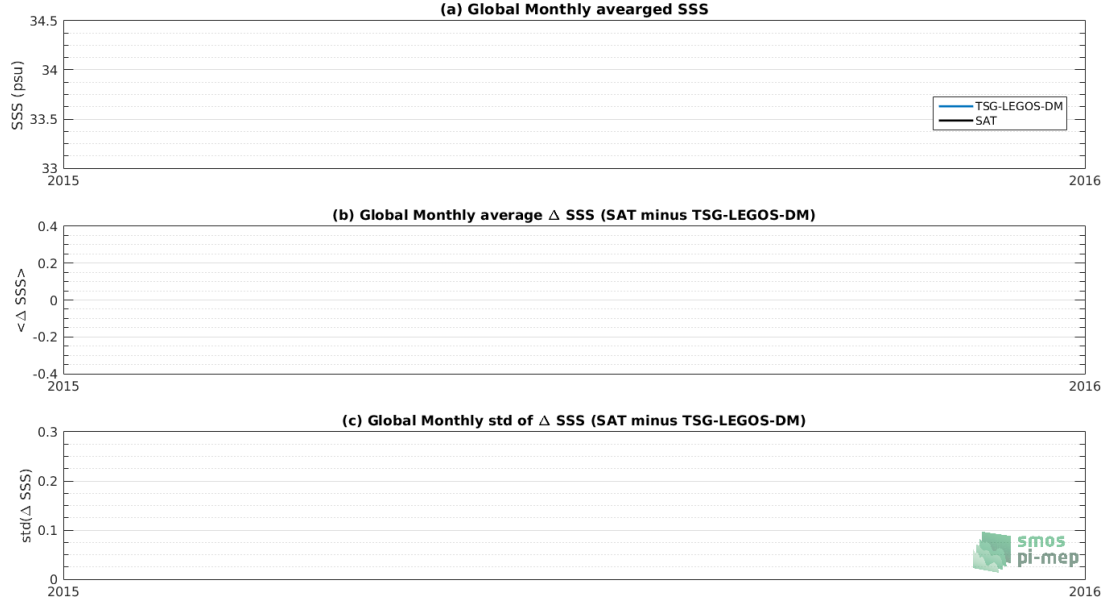 (a) Global Monthly avearged SSS
34.5
34
33.5
33
SSS (psu)
TSG-LEGOS-DM
SAT
2015
2016
(b) Global Monthly average Δ SSS (SAT minus TSG-LEGOS-DM)
0.4
0.2
0
-0.2
-0.4
<Δ SSS>
2015
2016
(c) Global Monthly std of Δ SSS (SAT minus TSG-LEGOS-DM)
0.3
0.2
0.1
0
std(Δ SSS)
smos
pi-mep
2015
2016